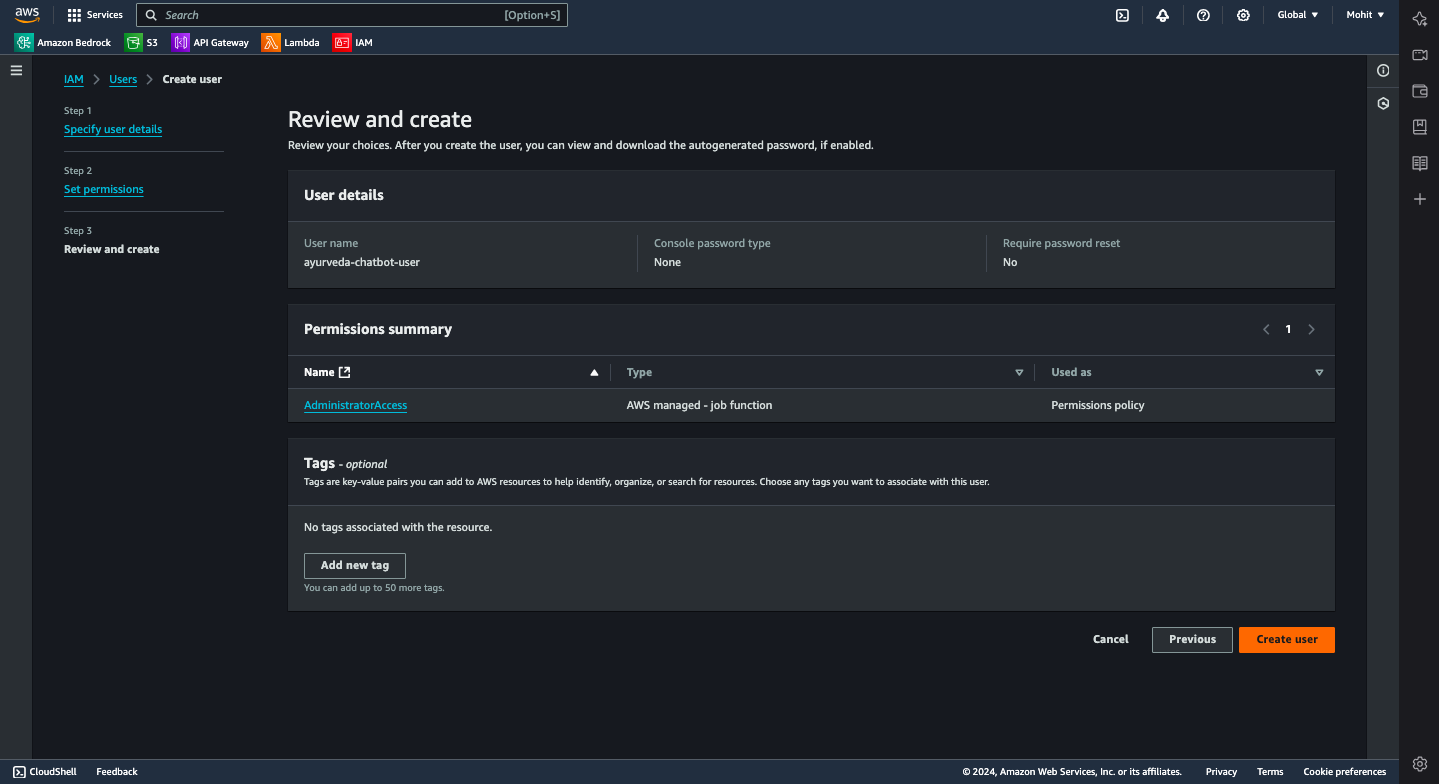 aws
Services
Search
[Option+S]
Global
Mohit
Amazon Bedrock
S3
API Gateway
Lambda
IAM
IAM
Users
Create user
Step 1
Specify user details
Step 2
Set permissions
Step 3
Review and create
Review and create
Review your choices. After you create the user, you can view and download the autogenerated password, if enabled.
User details
User name
ayurveda-chatbot-user
Console password type
None
Require password reset
No
Permissions summary
1
Name
Type
Used as
AdministratorAccess
AWS managed - job function
Permissions policy
Tags - optional
Tags are key-value pairs you can add to AWS resources to help identify, organize, or search for resources. Choose any tags you want to associate with this user.
No tags associated with the resource.
Add new tag
You can add up to 50 more tags.
Cancel
Previous
Create user
CloudShell
Feedback
© 2024, Amazon Web Services, Inc. or its affiliates.
Privacy
Terms
Cookie preferences